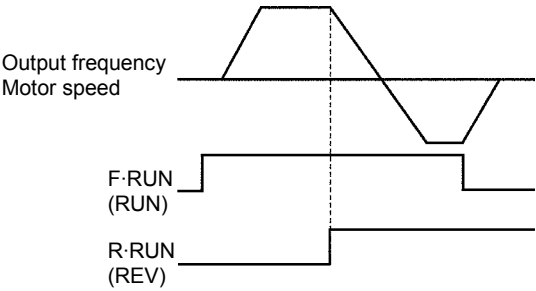 Output frequency
Motor speed
F·RUN
(RUN)
R·RUN
(REV)